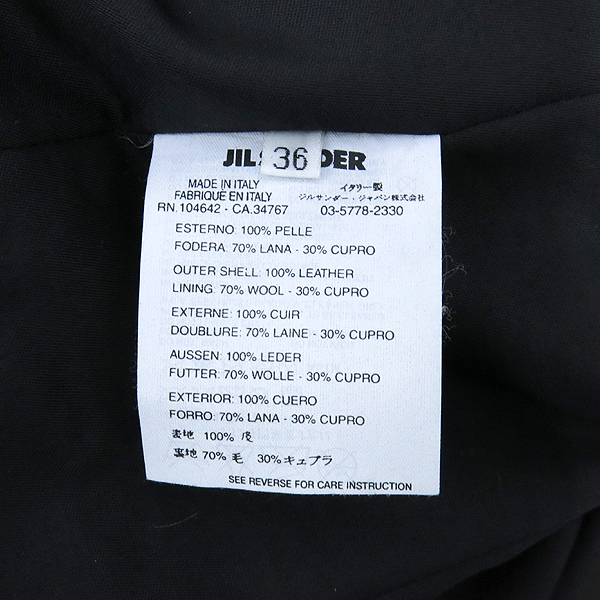 JIL 36 DER
MADE IN ITALY イタリー製
FABRIQUÉ EN ITALY ジルサンダー・ジャパン株式会社
RN.104642 - CA.34767 03-5778-2330
ESTERNO: 100% PELLE
FODERA: 70% LANA - 30% CUPRO
OUTER SHELL: 100% LEATHER
LINING: 70% WOOL - 30% CUPRO
EXTERNE: 100% CUIR
DOUBLURE: 70% LAINE - 30% CUPRO
AUSSEN: 100% LEDER
FUTTER: 70% WOLLE - 30% CUPRO
EXTERIOR: 100% CUERO
FORRO: 70% LANA - 30% CUPRO
表地 100% 皮
裏地 70% 毛 30% キュプラ
SEE REVERSE FOR CARE INSTRUCTION